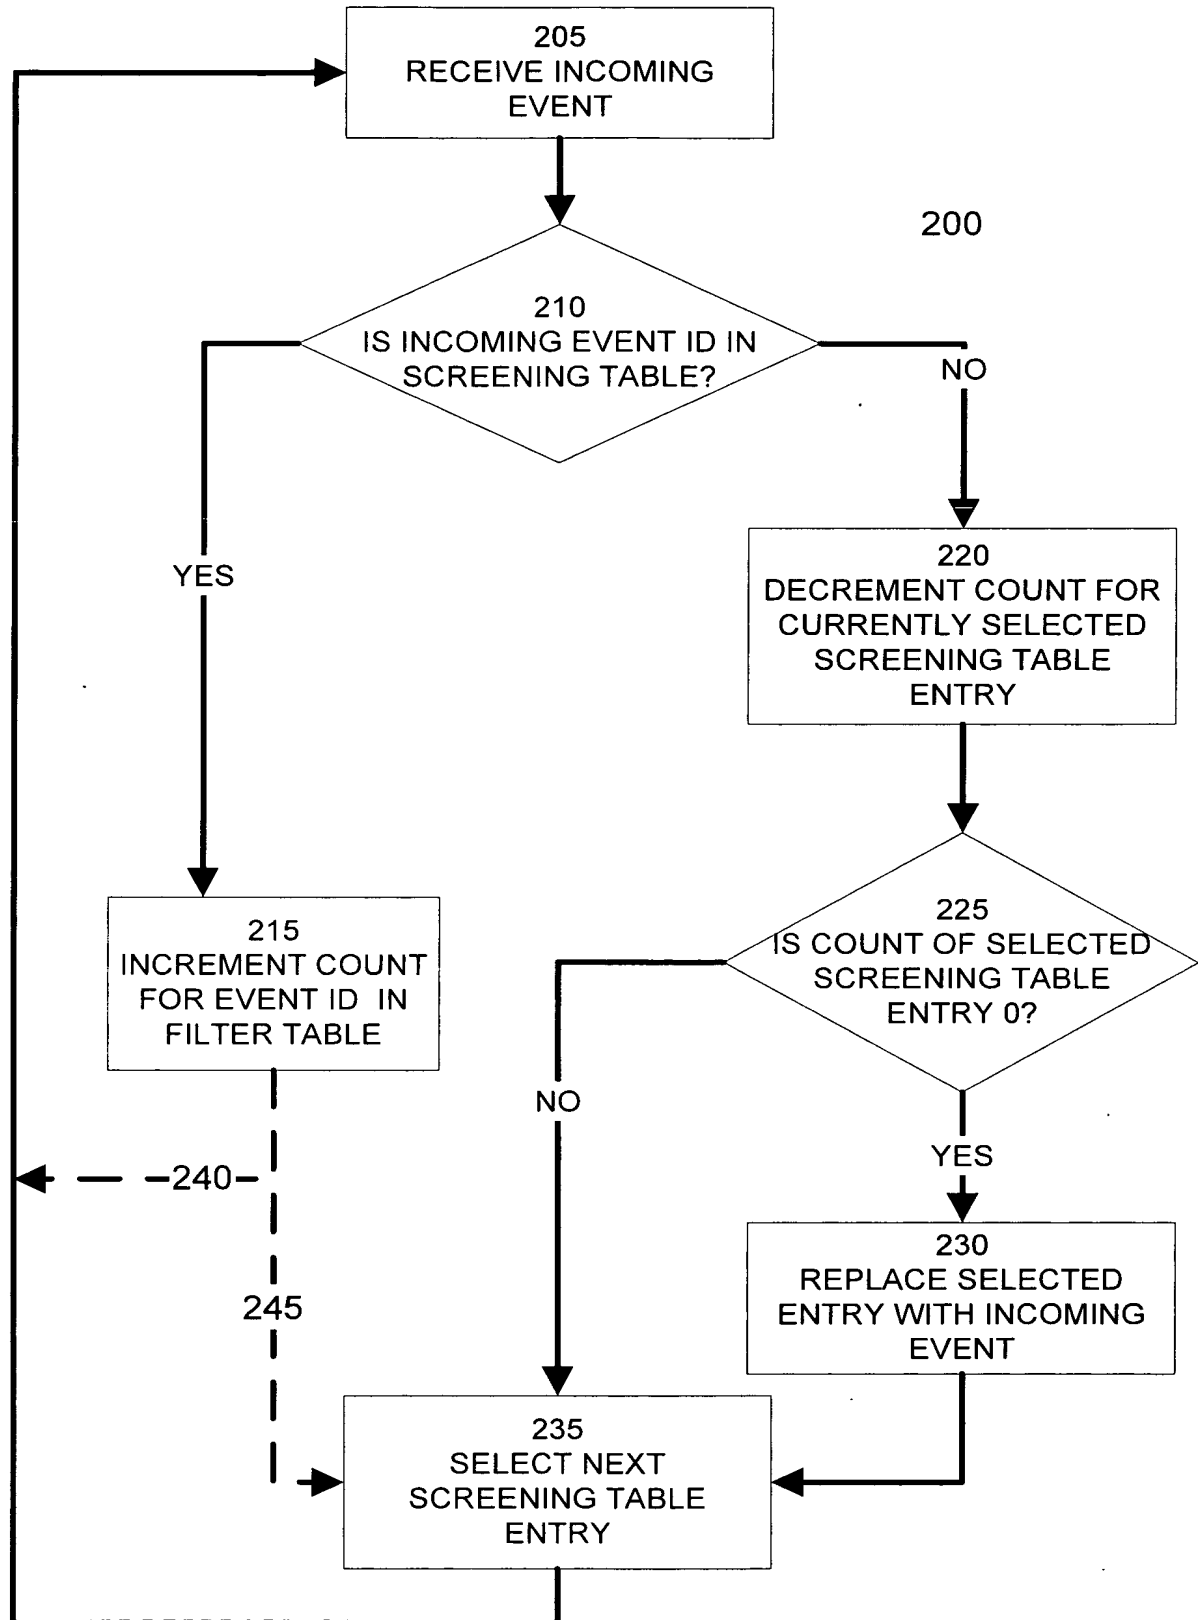 205
RECEIVE INCOMING
EVENT
200
210
IS INCOMING EVENT ID IN
SCREENING TABLE?
NO
YES
220
DECREMENT COUNT FOR
CURRENTLY SELECTED
SCREENING TABLE
ENTRY
215
INCREMENT COUNT
FOR EVENT ID IN
FILTER TABLE
225
IS COUNT OF SELECTED
SCREENING TABLE
ENTRY 0?
NO
YES
240
230
REPLACE SELECTED
ENTRY WITH INCOMING
EVENT
245
235
SELECT NEXT
SCREENING TABLE
ENTRY